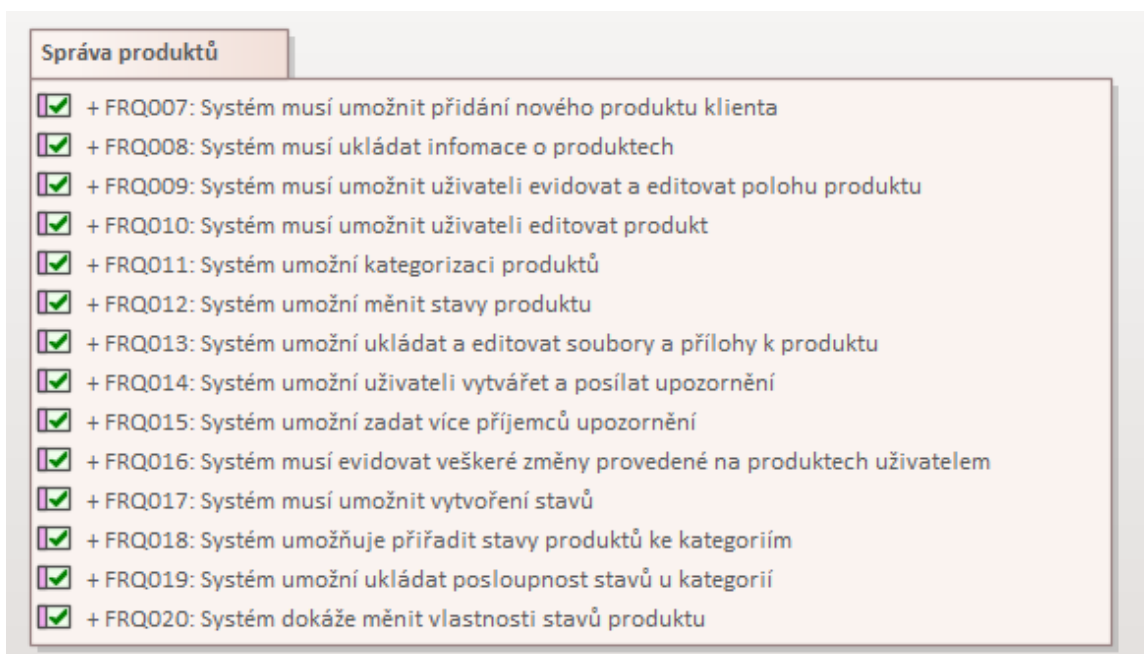 Správa produktů
+ FRQ007: Systém musí umožnit přidání nového produktu klienta
+ FRQ008: Systém musí ukládat infomace o produktech
+ FRQ009: Systém musí umožnit uživateli evidovat a editovat polohu produktu
+ FRQ010: Systém musí umožnit uživateli editovat produkt
+ FRQ011: Systém umožní kategorizaci produktů
+ FRQ012: Systém umožní měnit stavy produktu
+ FRQ013: Systém umožní ukládat a editovat soubory a přílohy k produktu
+ FRQ014: Systém umožní uživateli vytvářet a posílat upozornění
+ FRQ015: Systém umožní zadat více příjemců upozornění
+ FRQ016: Systém musí evidovat veškeré změny provedené na produktech uživatelem
+ FRQ017: Systém musí umožnit vytvoření stavů
+ FRQ018: Systém umožňuje přiřadit stavy produktů ke kategoriím
+ FRQ019: Systém umožní ukládat posloupnost stavů u kategorií
+ FRQ020: Systém dokáže měnit vlastnosti stavů produktu